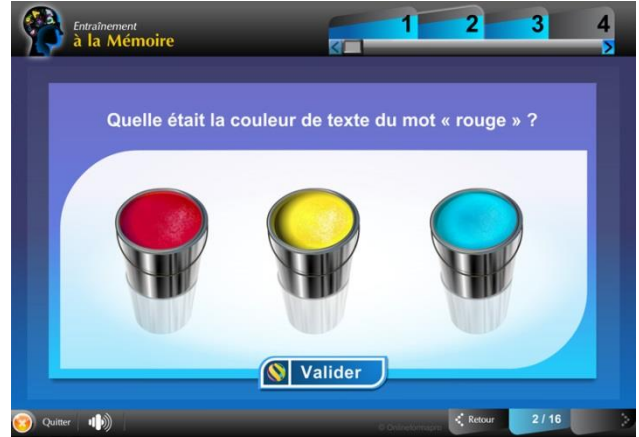 Entraînement
à la Mémoire
1 2 3 4
Quelle était la couleur de texte du mot « rouge » ?
Valider
Quitter
© Onlineformapro
Retour
2 / 16